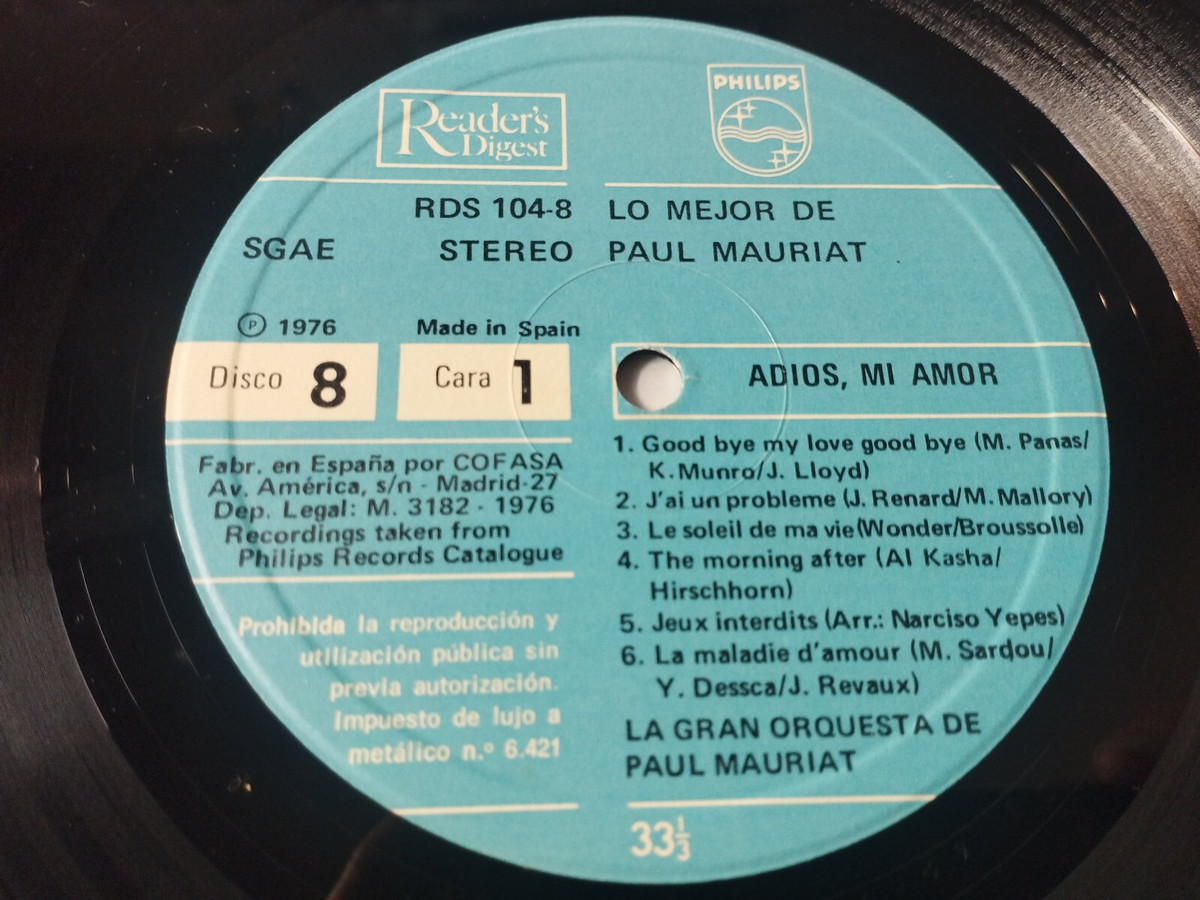 Reader's
Digest
PHILIPS
RDS 104-8
SGAE STEREO
LO MEJOR DE
PAUL MAURIAT
Ⓟ 1976 Made in Spain
Disco 8 Cara 1
ADIOS, MI AMOR
Fabr. en España por COFASA
Av. América, s/n - Madrid-27
Dep. Legal: M. 3182 - 1976
Recordings taken from
Philips Records Catalogue
Prohibida la reproducción y
utilización pública sin
previa autorización.
Impuesto de lujo a
metálico n.º 6.421
1. Good bye my love good bye (M. Panas/
K. Munro/J. Lloyd)
2. J'ai un probleme (J. Renard/M. Mallory)
3. Le soleil de ma vie (Wonder/Broussolle)
4. The morning after (Al Kasha/
Hirschhorn)
5. Jeux interdits (Arr.: Narciso Yepes)
6. La maladie d'amour (M. Sardou/
Y. Dessca/J. Revaux)
LA GRAN ORQUESTA DE
PAUL MAURIAT
33⅓